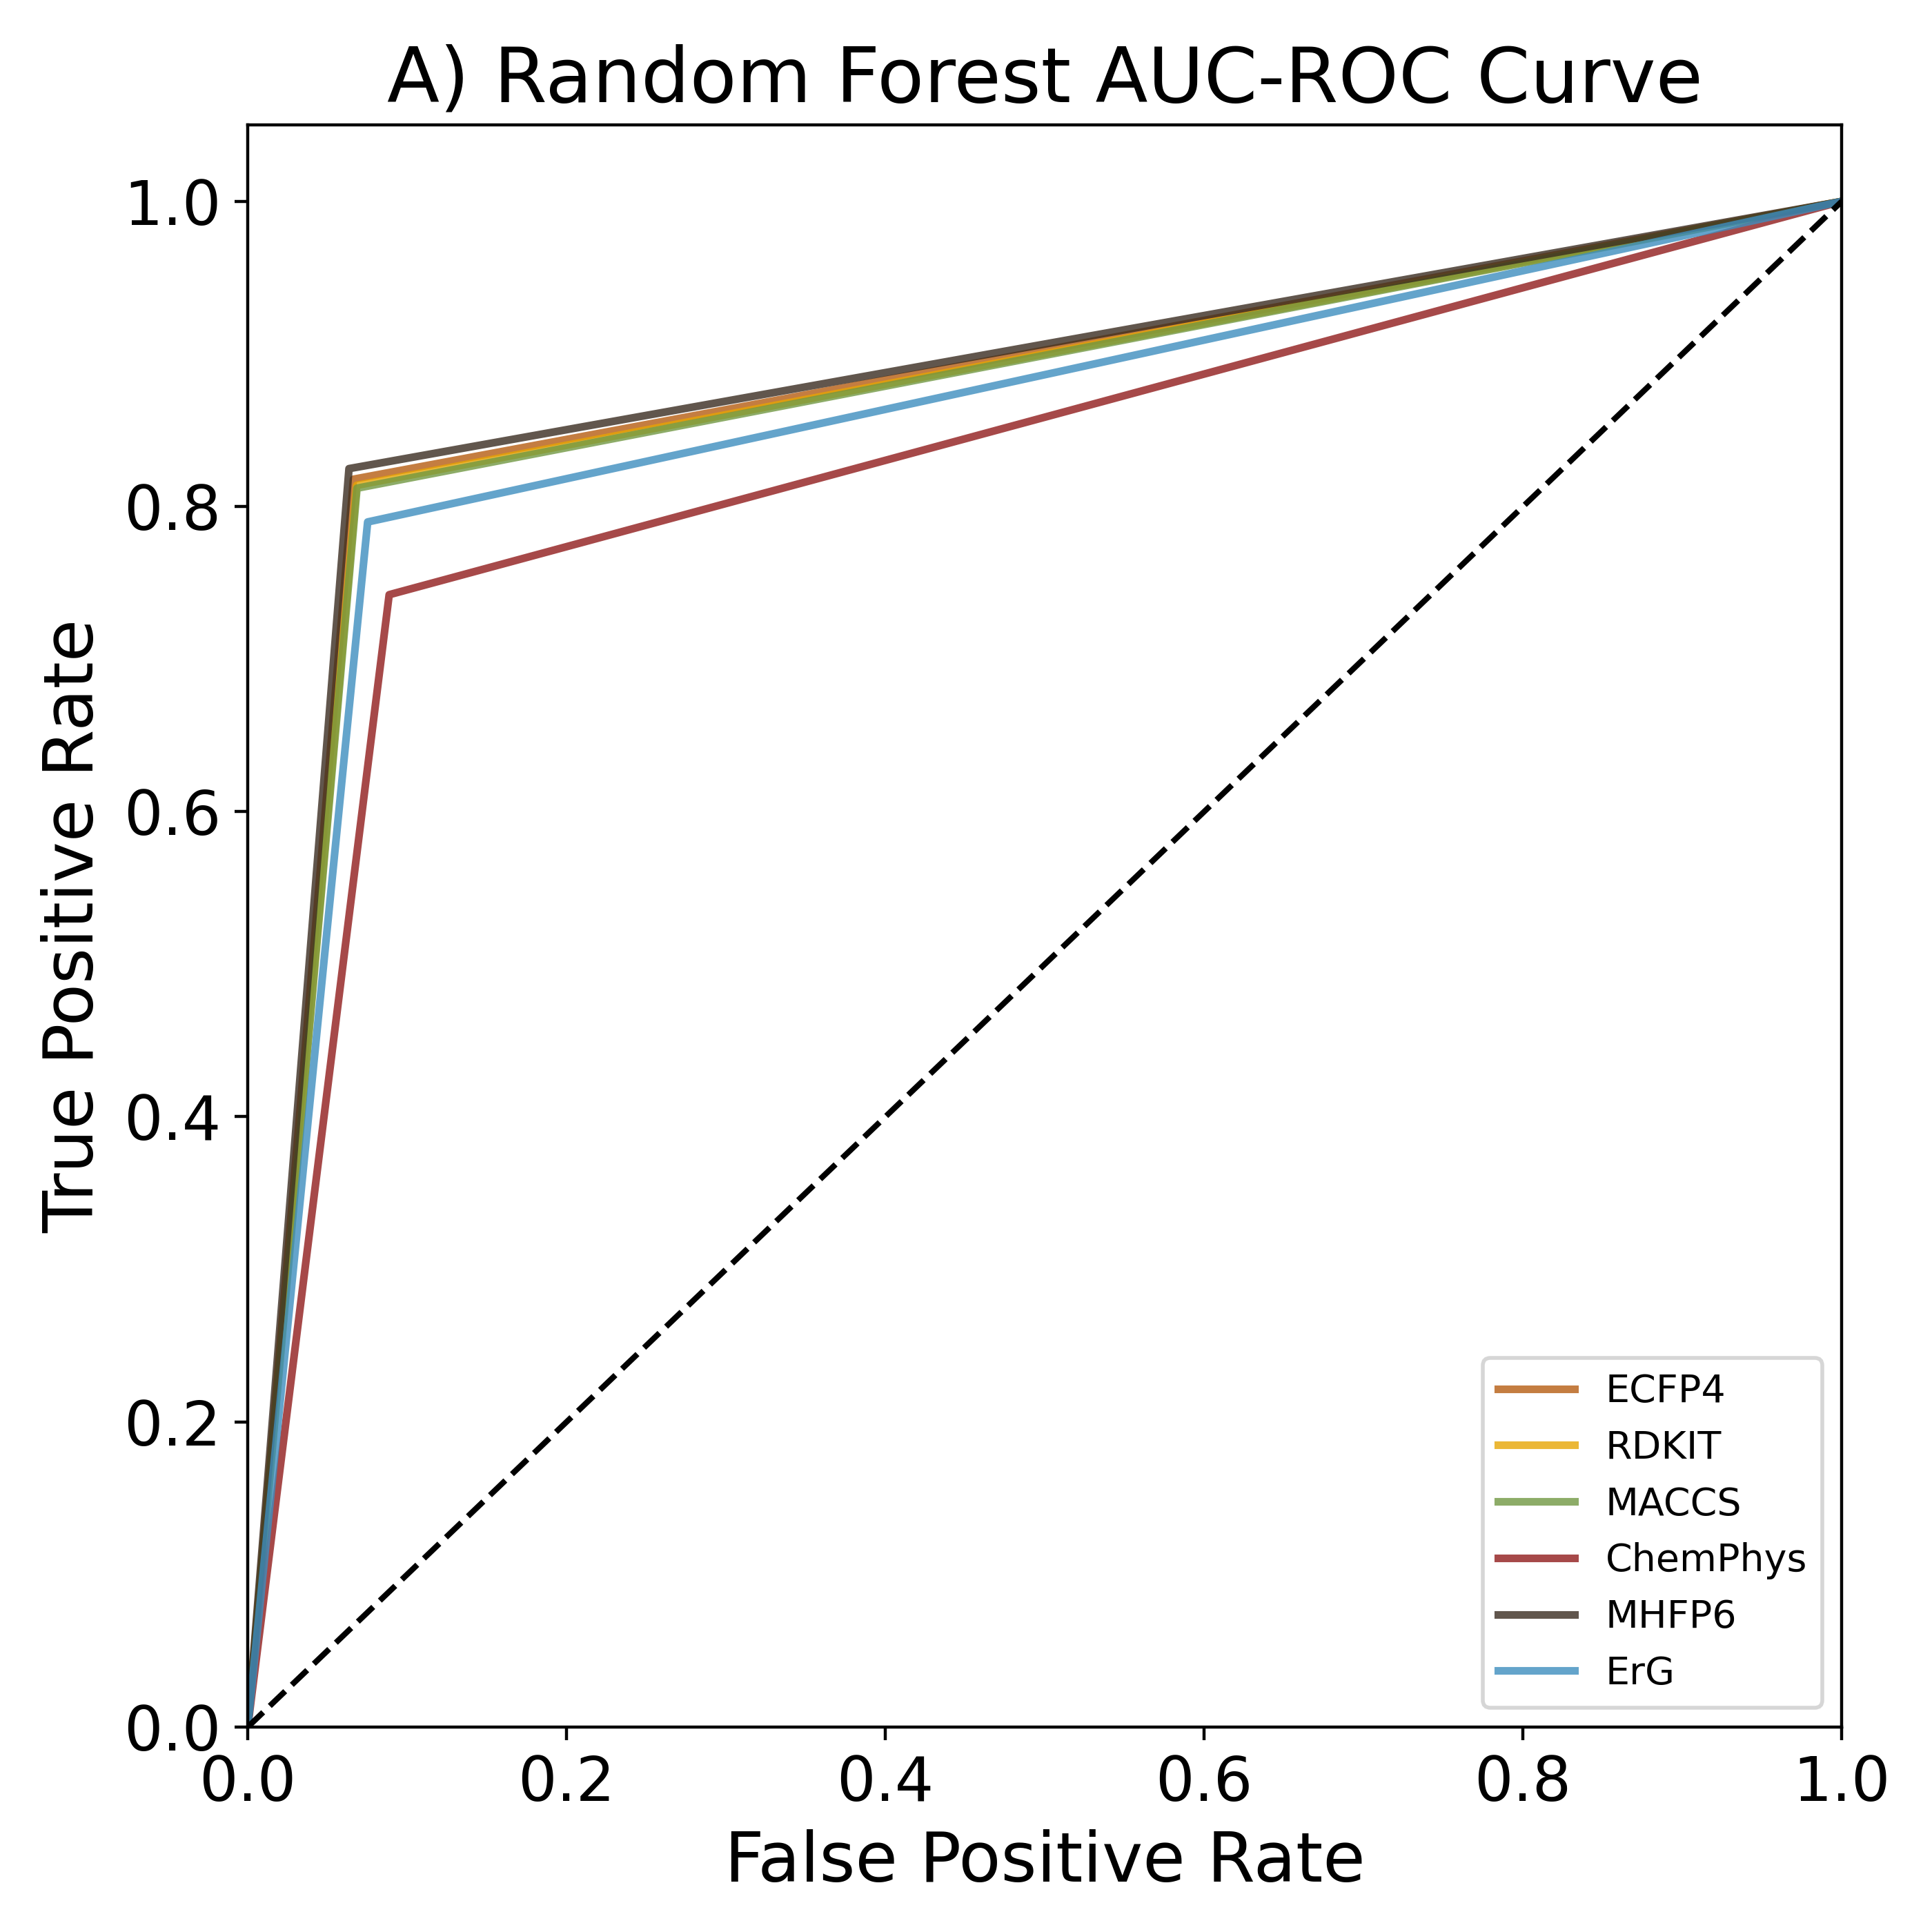 A) Random Forest AUC-ROC Curve
True Positive Rate
1.0
0.8
0.6
0.4
0.2
0.0
0.0 0.2 0.4 0.6 0.8 1.0
False Positive Rate
ECFP4
RDKIT
MACCS
ChemPhys
MHFP6
ErG